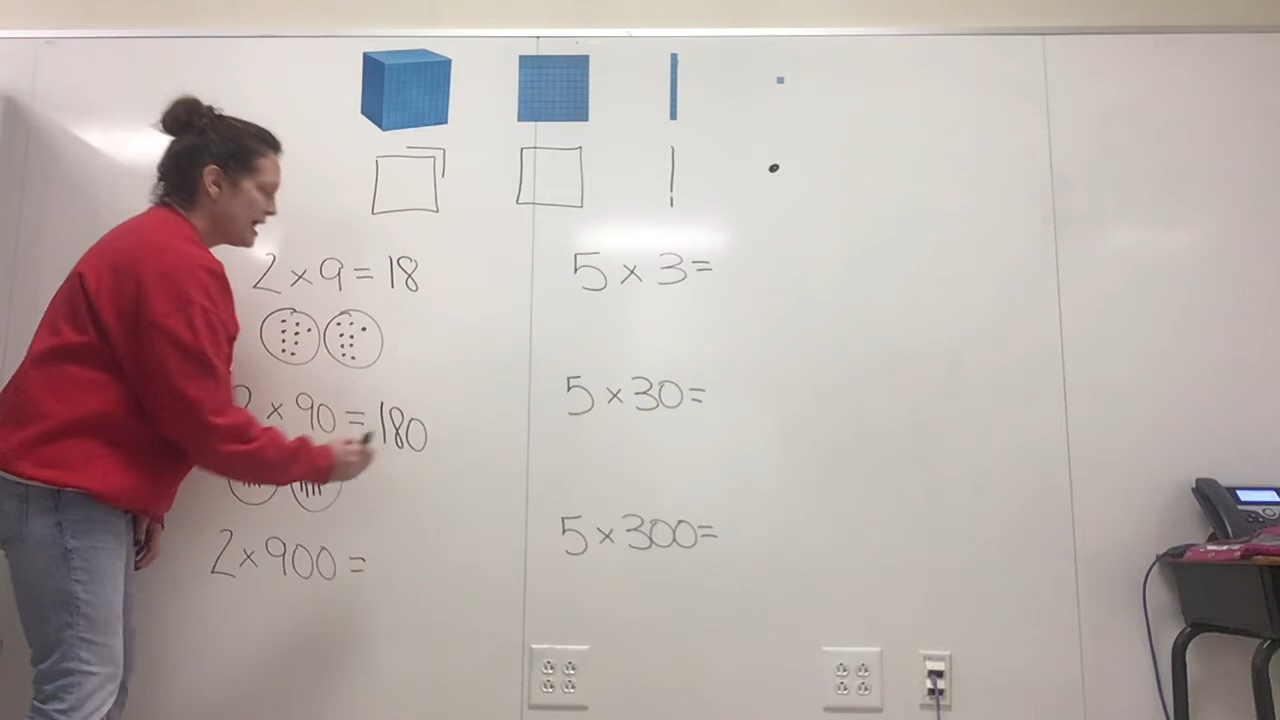 2 × 9 = 18
2 × 90 = 180
2 × 900 =
5 × 3 =
5 × 30 =
5 × 300 =